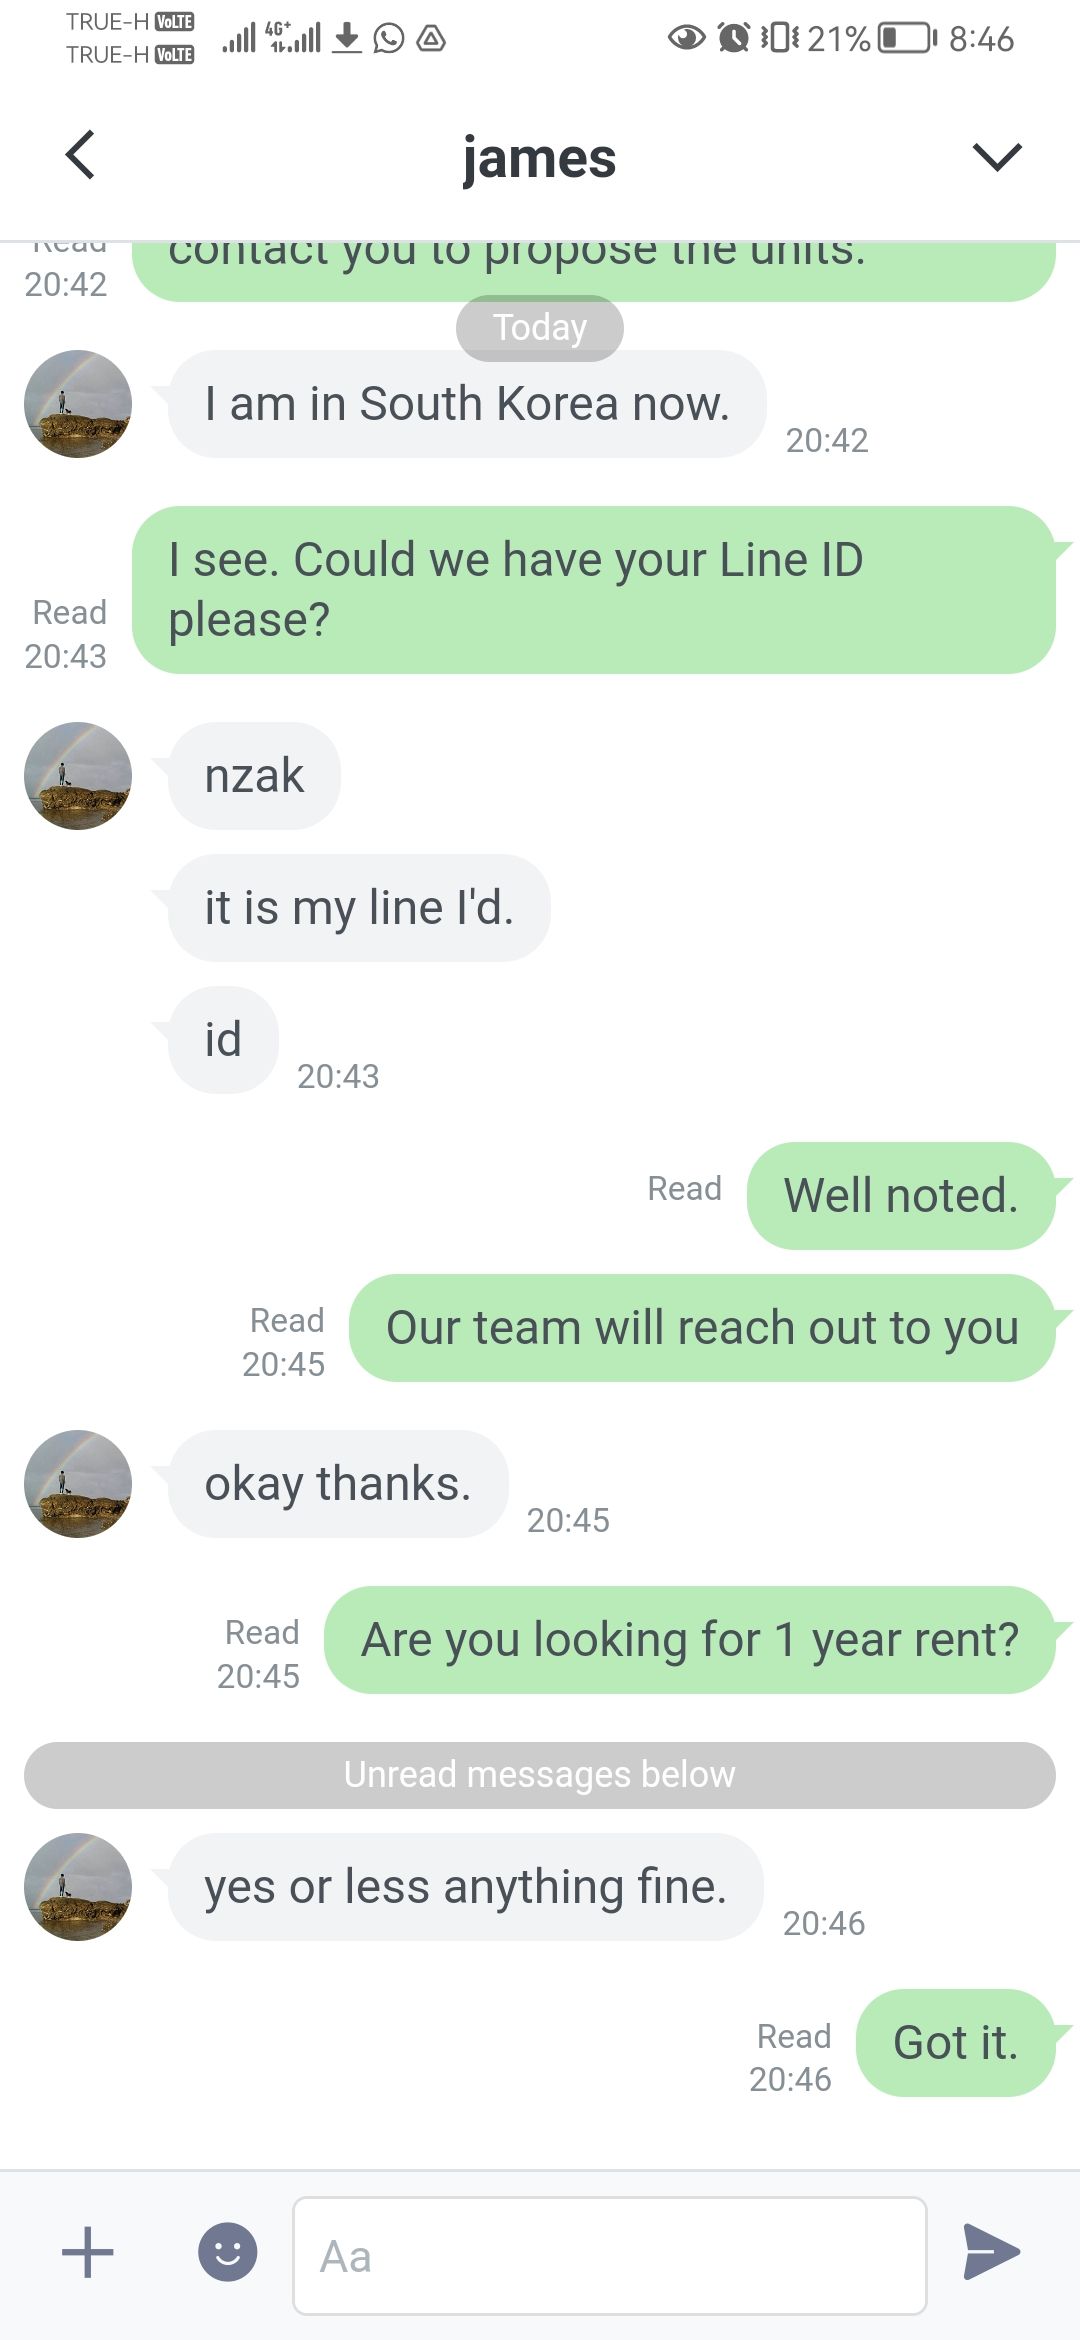 TRUE-H VoLTE
TRUE-H VoLTE
4G+
21%
8:46
james
Read
20:42
contact you to propose the units.
Today
I am in South Korea now.
20:42
I see. Could we have your Line ID
please?
Read
20:43
nzak
it is my line I'd.
id
20:43
Read
Well noted.
Read
20:45
Our team will reach out to you
okay thanks.
20:45
Read
20:45
Are you looking for 1 year rent?
Unread messages below
yes or less anything fine.
20:46
Read
20:46
Got it.
Aa